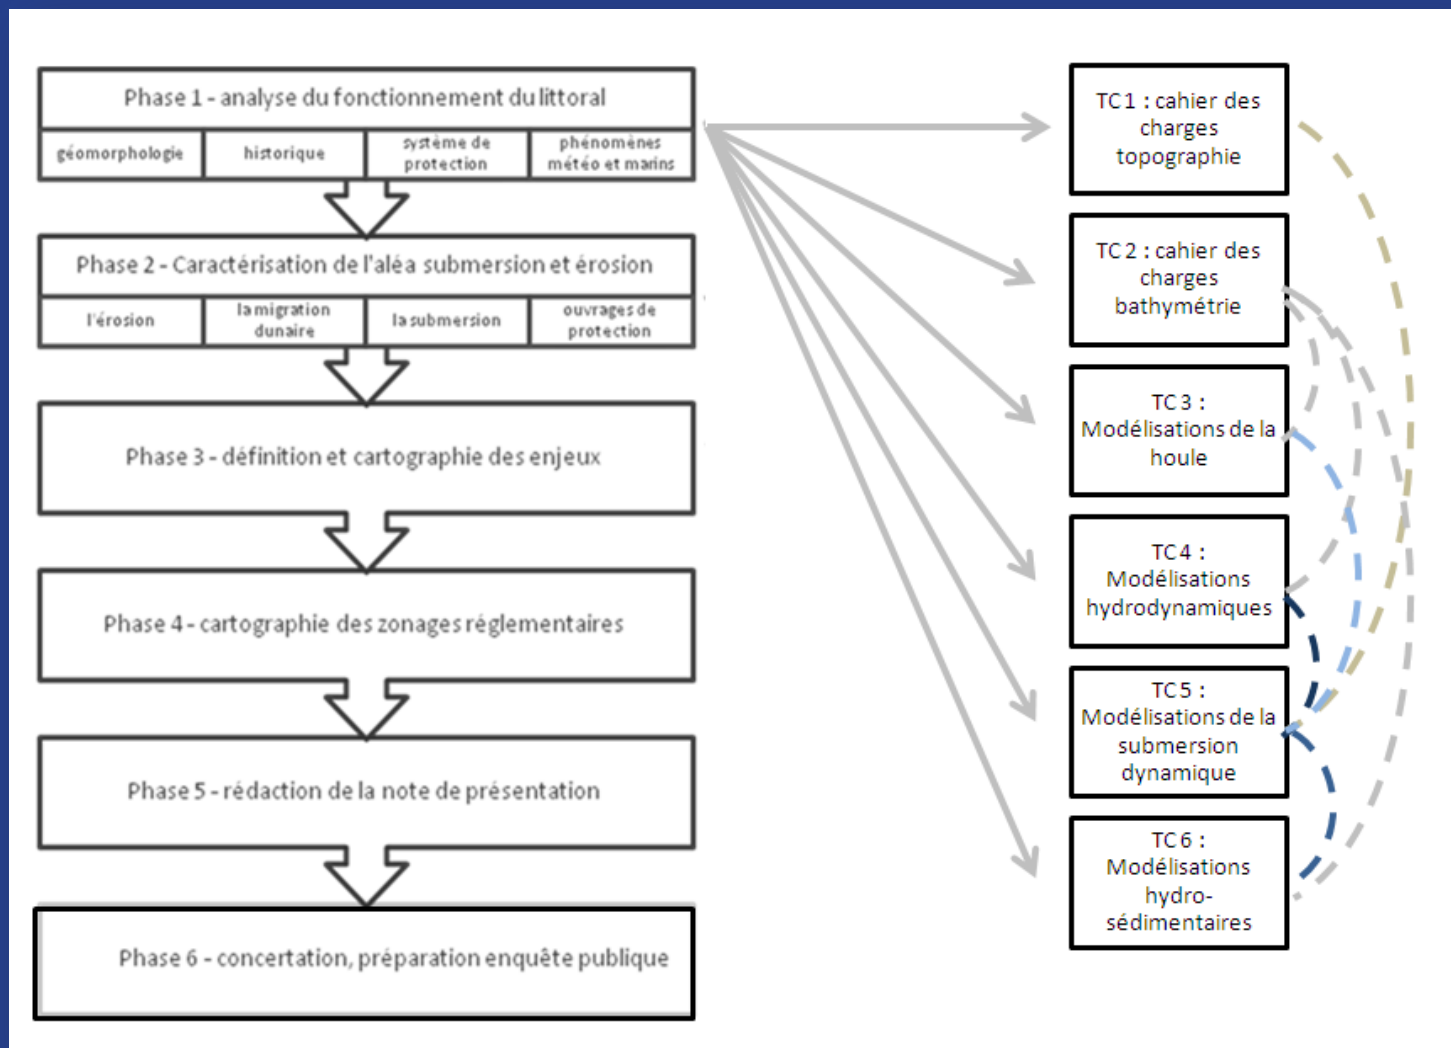 Phase 1 - analyse du fonctionnement du littoral
géomorphologie
historique
système de
protection
phénomènes
météo et marins
Phase 2 - Caractérisation de l'aléa submersion et érosion
l'érosion
la migration
dunaire
la submersion
ouvrages de
protection
Phase 3 - définition et cartographie des enjeux
Phase 4 - cartographie des zonages réglementaires
Phase 5 - rédaction de la note de présentation
Phase 6 - concertation, préparation enquête publique
TC1 : cahier des
charges
topographie
TC2 : cahier des
charges
bathymétrie
TC3 :
Modélisations de la
houle
TC4 :
Modélisations
hydrodynamiques
TC5 :
Modélisations de la
submersion
dynamique
TC6 :
Modélisations
hydro-
sédimentaires